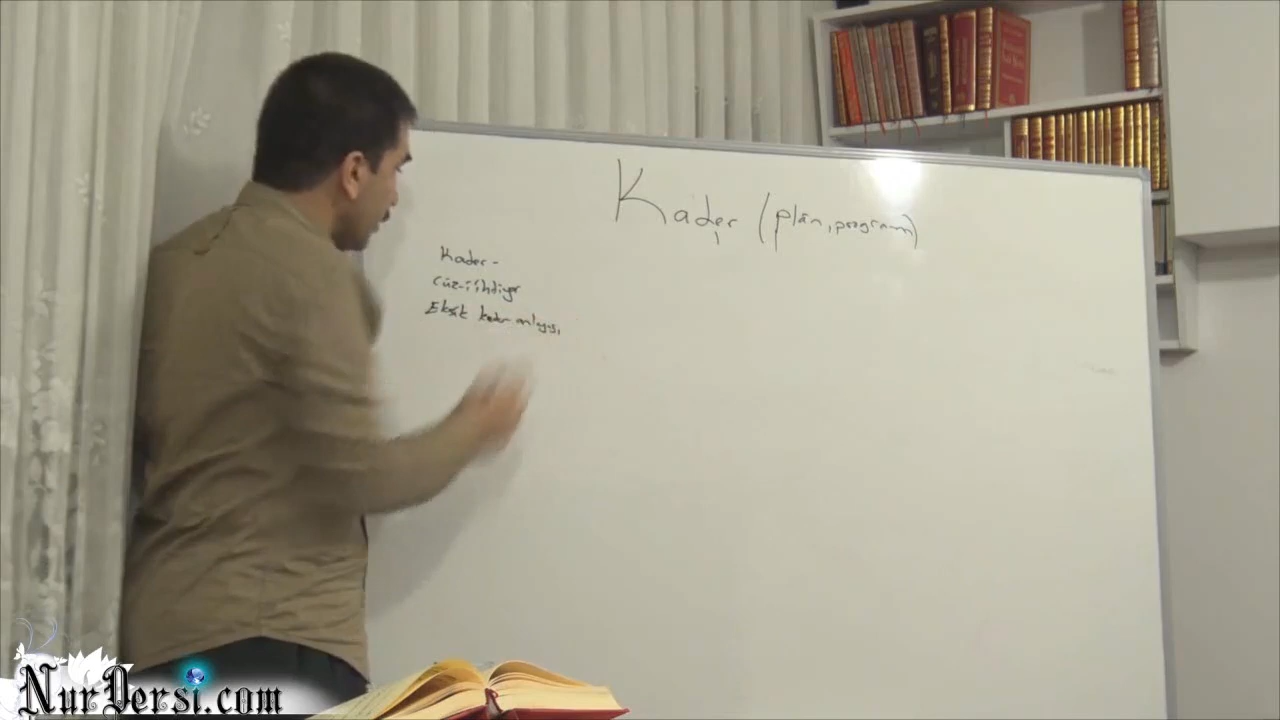 Kader (plân, program)
Kader -
cüz-i ihtiyar
Eksik kader anlayışı
NurDersi.com